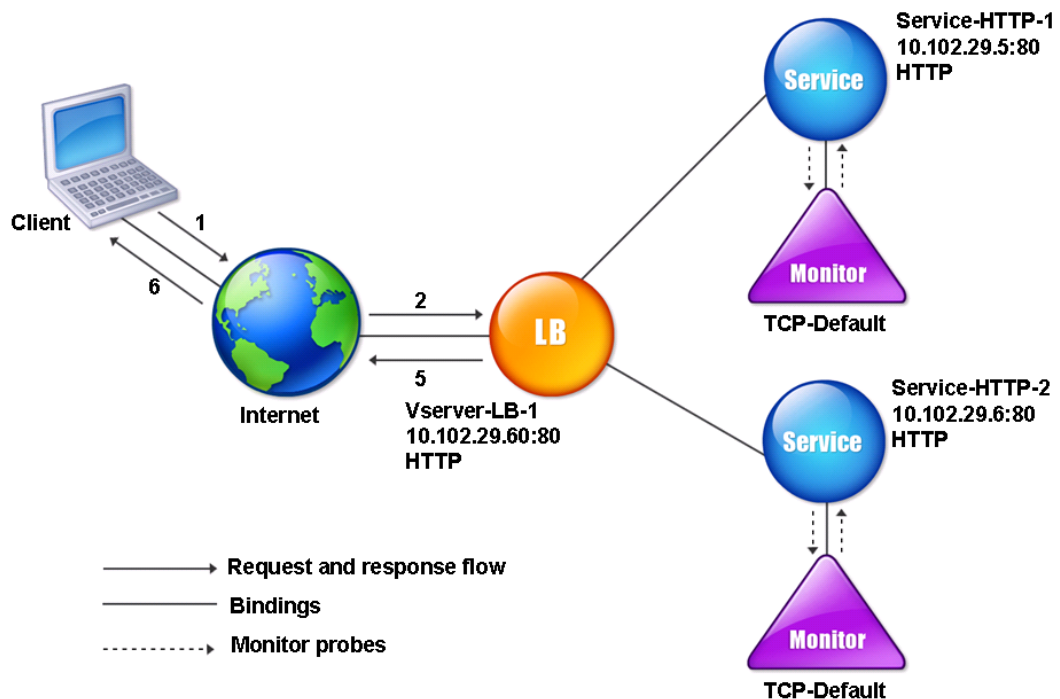 Service-HTTP-1
10.102.29.5:80
HTTP
Service
Client
1
6
Monitor
TCP-Default
2
LB
5
Internet
Vserver-LB-1
10.102.29.60:80
HTTP
Service-HTTP-2
10.102.29.6:80
HTTP
Service
Request and response flow
Bindings
Monitor probes
Monitor
TCP-Default